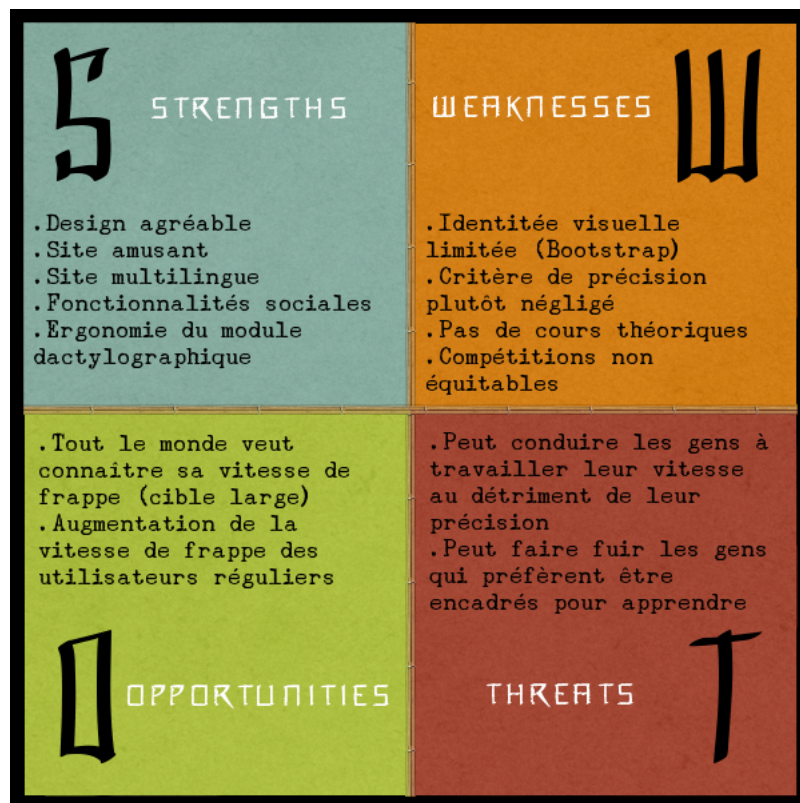 S
STRENGTHS
.Design agréable
.Site amusant
.Site multilingue
.Fonctionnalités sociales
.Ergonomie du module
dactylographique
WEAKNESSES
W
.Identitée visuelle
limitée (Bootstrap)
.Critère de précision
plutôt négligé
.Pas de cours théoriques
.Compétitions non
équitables
.Tout le monde veut
connaitre sa vitesse de
frappe (cible large)
.Augmentation de la
vitesse de frappe des
utilisateurs réguliers
O
OPPORTUNITIES
.Peut conduire les gens à
travailler leur vitesse
au détriment de leur
précision
.Peut faire fuir les gens
qui préfèrent être
encadrés pour apprendre
THREATS
T